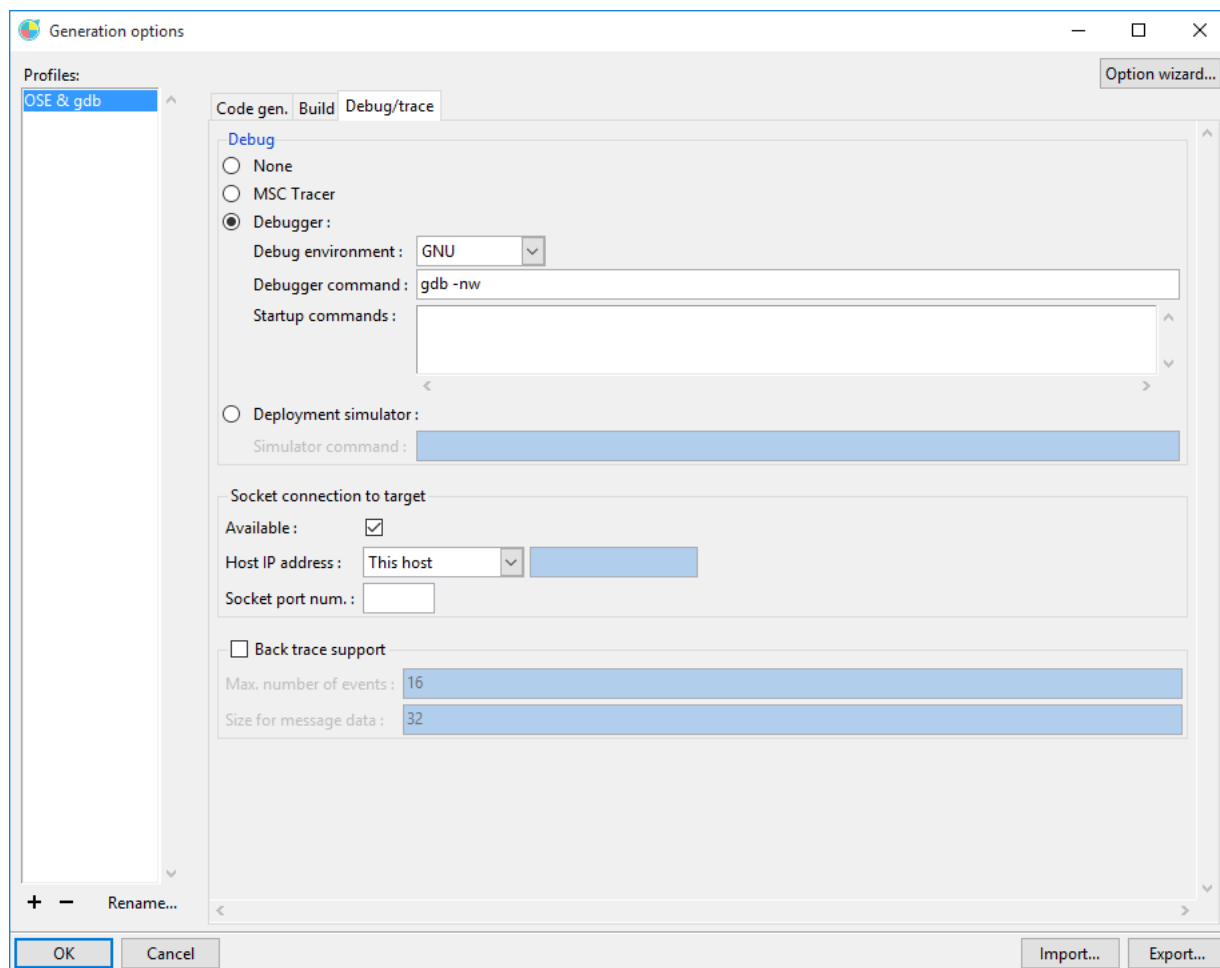 Generation options
Profiles:
Option wizard...
OSE & gdb
Code gen. Build Debug/trace
Debug
None
MSC Tracer
Debugger :
Debug environment : GNU
Debugger command : gdb -nw
Startup commands :
Deployment simulator :
Simulator command :
Socket connection to target
Available :
Host IP address : This host
Socket port num. :
Back trace support
Max. number of events : 16
Size for message data : 32
Rename...
OK Cancel Import... Export...